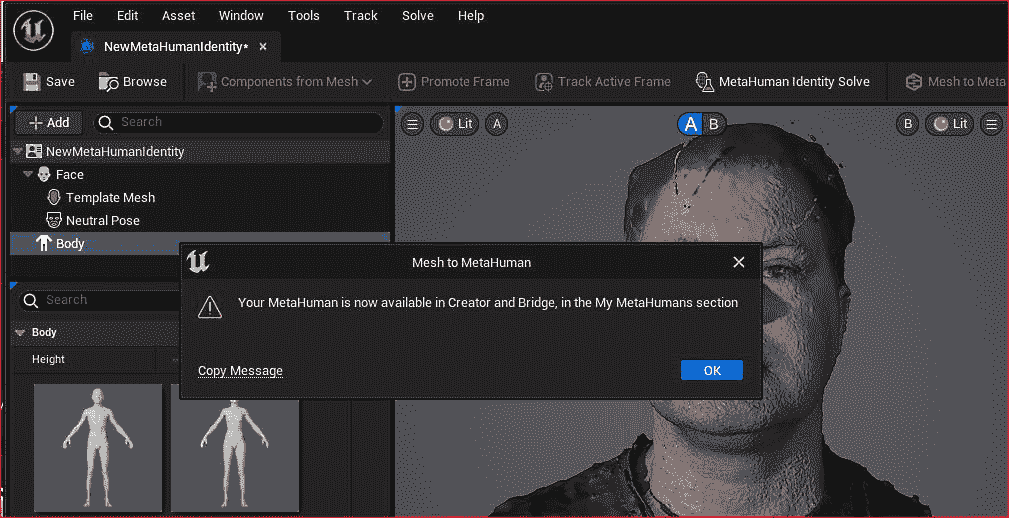 File Edit Asset Window Tools Track Solve Help
NewMetaHumanIdentity*
Save Browse Components from Mesh Promote Frame Track Active Frame MetaHuman Identity Solve Mesh to Meta
Add Search
Lit A A B B Lit
NewMetaHumanIdentity
Face
Template Mesh
Neutral Pose
Body
Mesh to MetaHuman
Search
Your MetaHuman is now available in Creator and Bridge, in the My MetaHumans section
Body
Height
Copy Message
OK